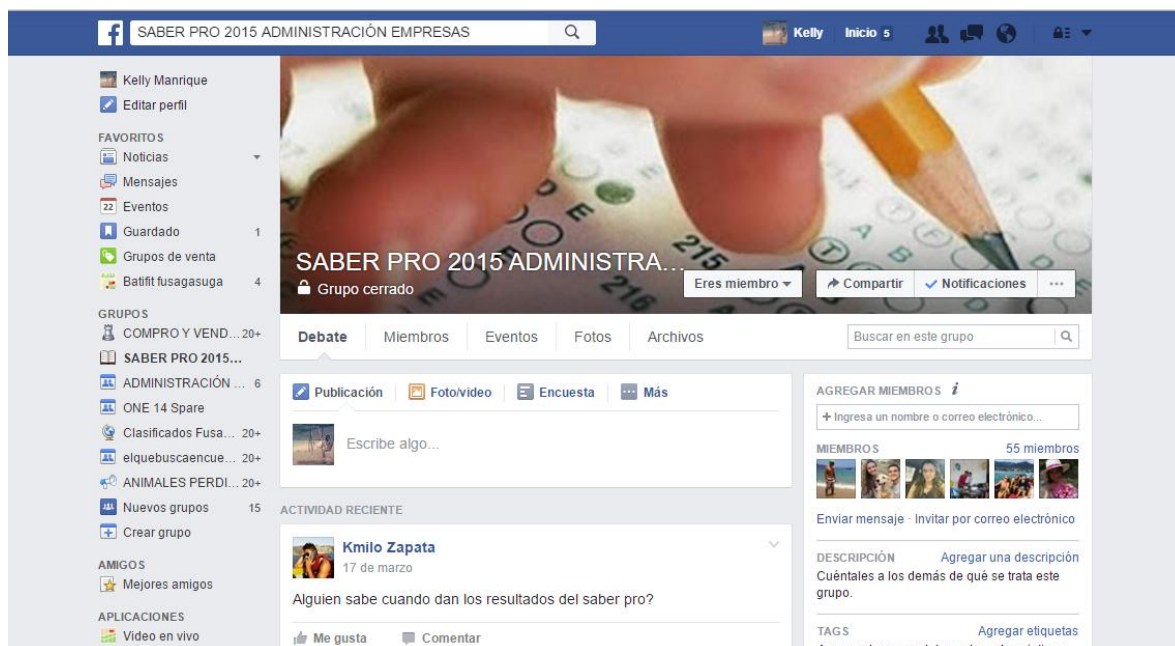 f
SABER PRO 2015 ADMINISTRACIÓN EMPRESAS
Kelly
Inicio 5
Kelly Manrique
Editar perfil
FAVORITOS
Noticias
Mensajes
22 Eventos
Guardado 1
Grupos de venta
Batifit fusagasuga 4
GRUPOS
COMPRO Y VEND... 20+
SABER PRO 2015...
ADMINISTRACIÓN ... 6
ONE 14 Spare
Clasificados Fusa... 20+
elquebuscaencue... 20+
ANIMALES PERDI... 20+
Nuevos grupos 15
Crear grupo
AMIGOS
Mejores amigos
APLICACIONES
Video en vivo
215
216
SABER PRO 2015 ADMINISTRA...
Grupo cerrado
Eres miembro
Compartir
Notificaciones
...
Debate
Miembros
Eventos
Fotos
Archivos
Buscar en este grupo
Publicación
Foto/video
Encuesta
Más
Escribe algo...
ACTIVIDAD RECIENTE
Kmilo Zapata
17 de marzo
Alguien sabe cuando dan los resultados del saber pro?
Me gusta
Comentar
AGREGAR MIEMBROS i
+ Ingresa un nombre o correo electrónico...
MIEMBROS 55 miembros
Enviar mensaje · Invitar por correo electrónico
DESCRIPCIÓN Agregar una descripción
Cuéntales a los demás de qué se trata este
grupo.
TAGS Agregar etiquetas